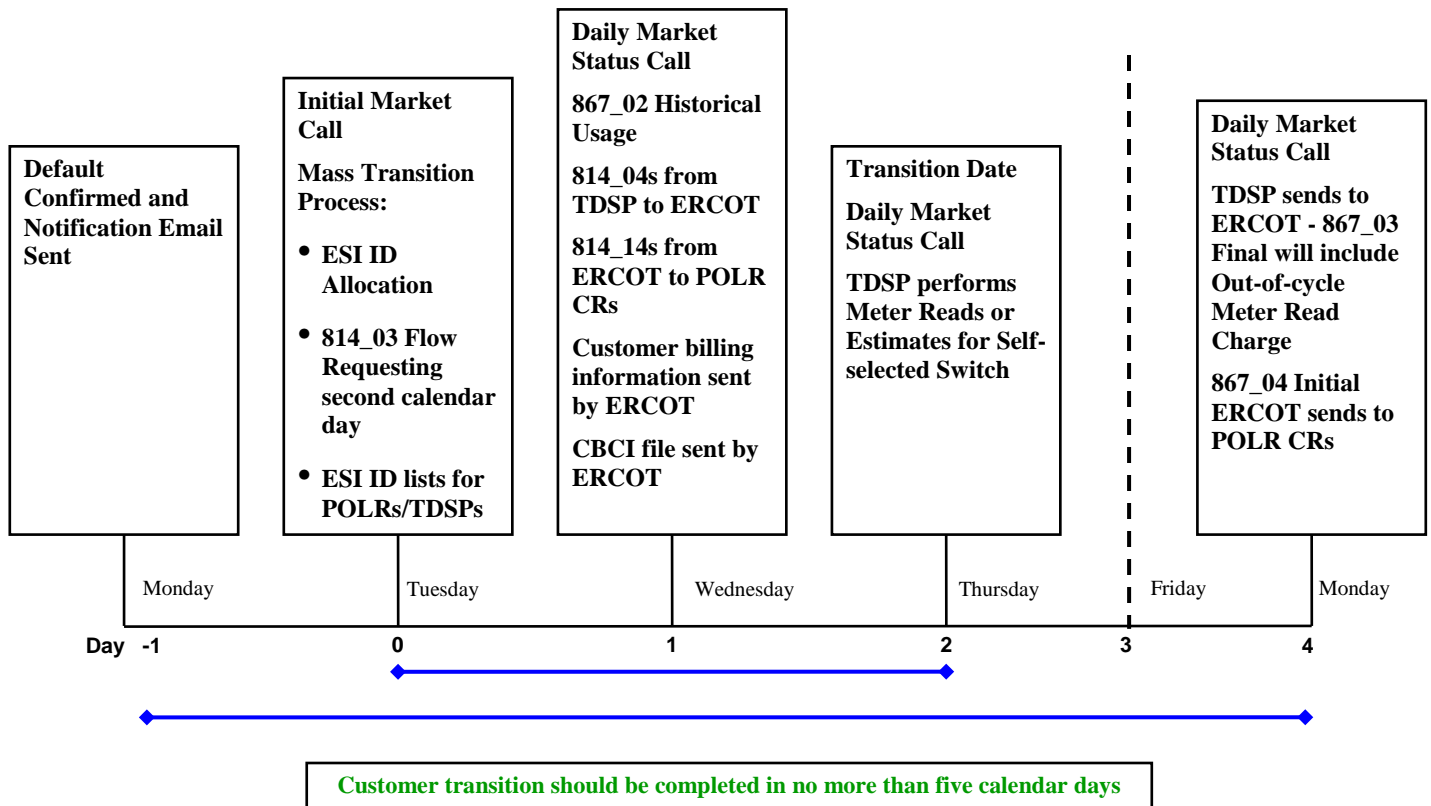 Default
Confirmed and
Notification Email
Sent
Initial Market
Call
Mass Transition
Process:
• ESI ID
Allocation
• 814_03 Flow
Requesting
second calendar
day
• ESI ID lists for
POLRs/TDSPs
Daily Market
Status Call
867_02 Historical
Usage
814_04s from
TDSP to ERCOT
814_14s from
ERCOT to POLR
CRs
Customer billing
information sent
by ERCOT
CBCI file sent by
ERCOT
Transition Date
Daily Market
Status Call
TDSP performs
Meter Reads or
Estimates for Self-
selected Switch
Daily Market
Status Call
TDSP sends to
ERCOT - 867_03
Final will include
Out-of-cycle
Meter Read
Charge
867_04 Initial
ERCOT sends to
POLR CRs
Monday Tuesday Wednesday Thursday Friday Monday
Day -1 0 1 2 3 4
Customer transition should be completed in no more than five calendar days